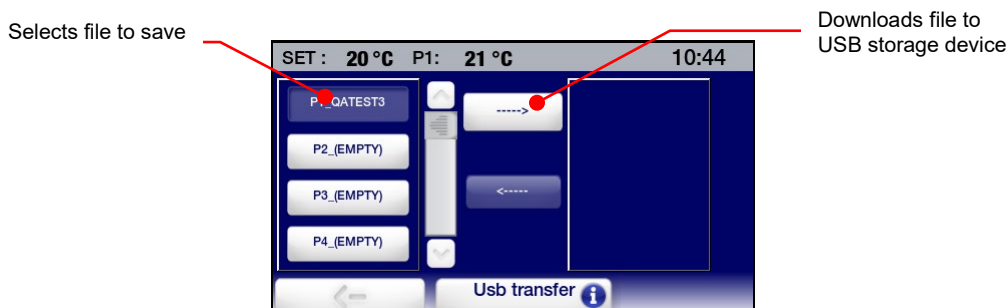 Selects file to save
Downloads file to
USB storage device
SET : 20 °C P1: 21 °C 10:44
P1_QATEST3
----->
P2_(EMPTY)
P3_(EMPTY)
<-----
P4_(EMPTY)
Usb transfer